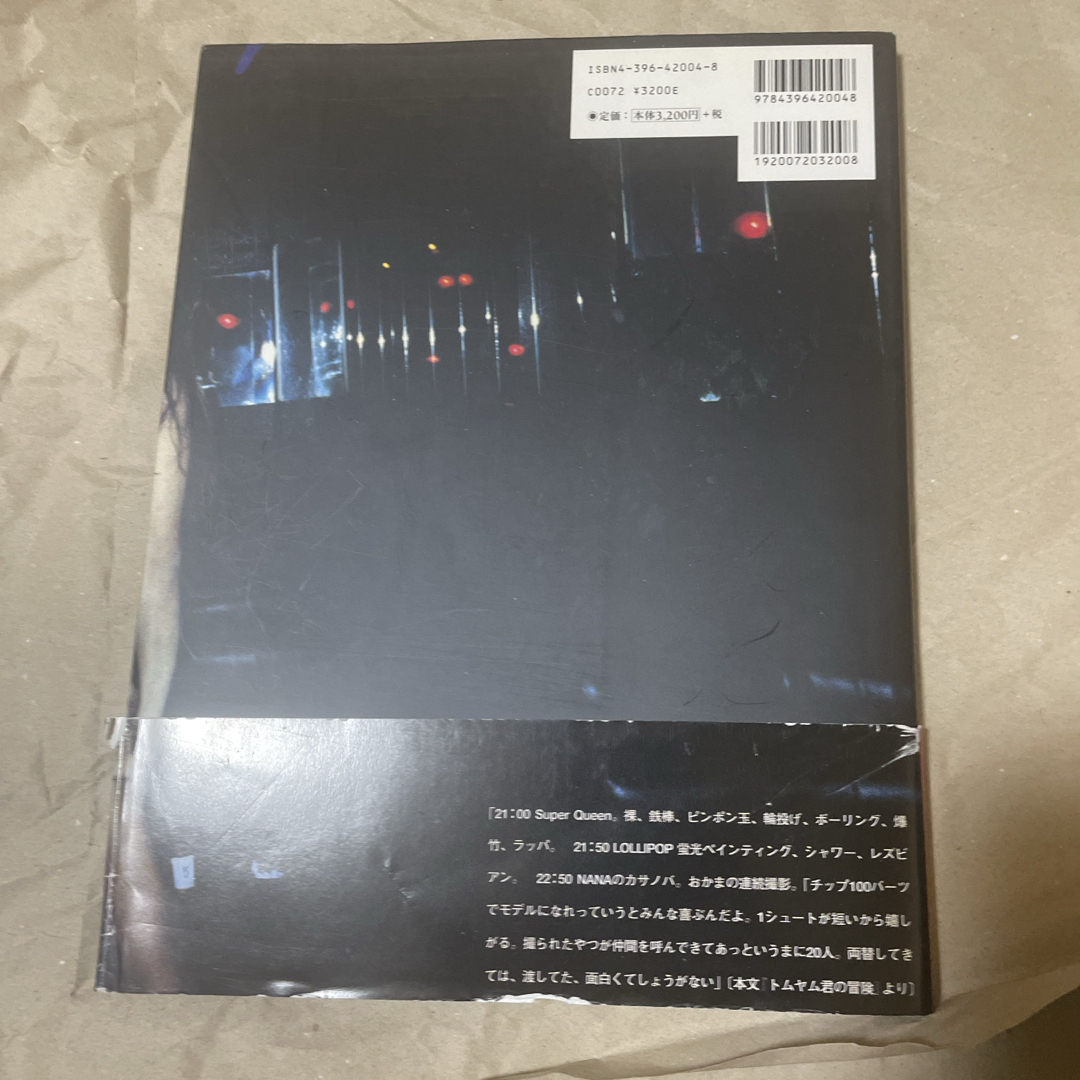 ISBN4-396-42004-8
C0072 ¥3200E
◉定価：本体3,200円＋税
9784396420048
1920072032008
「21：00 Super Queen。裸、鉄棒、ピンポン玉、輪投げ、ボーリング、爆
竹、ラッパ。 21：50 LOLLIPOP 蛍光ペインティング、シャワー、レズビ
アン。 22：50 NANAのカサノバ。おかまの連続撮影。「チップ100バーツ
でモデルになれっていうとみんな喜ぶんだよ。1シュートが短いから嬉し
がる。撮られたやつが仲間を呼んできてあっというまに20人。両替してき
ては、渡してた、面白くてしょうがない」［本文『トムヤム君の冒険』より］